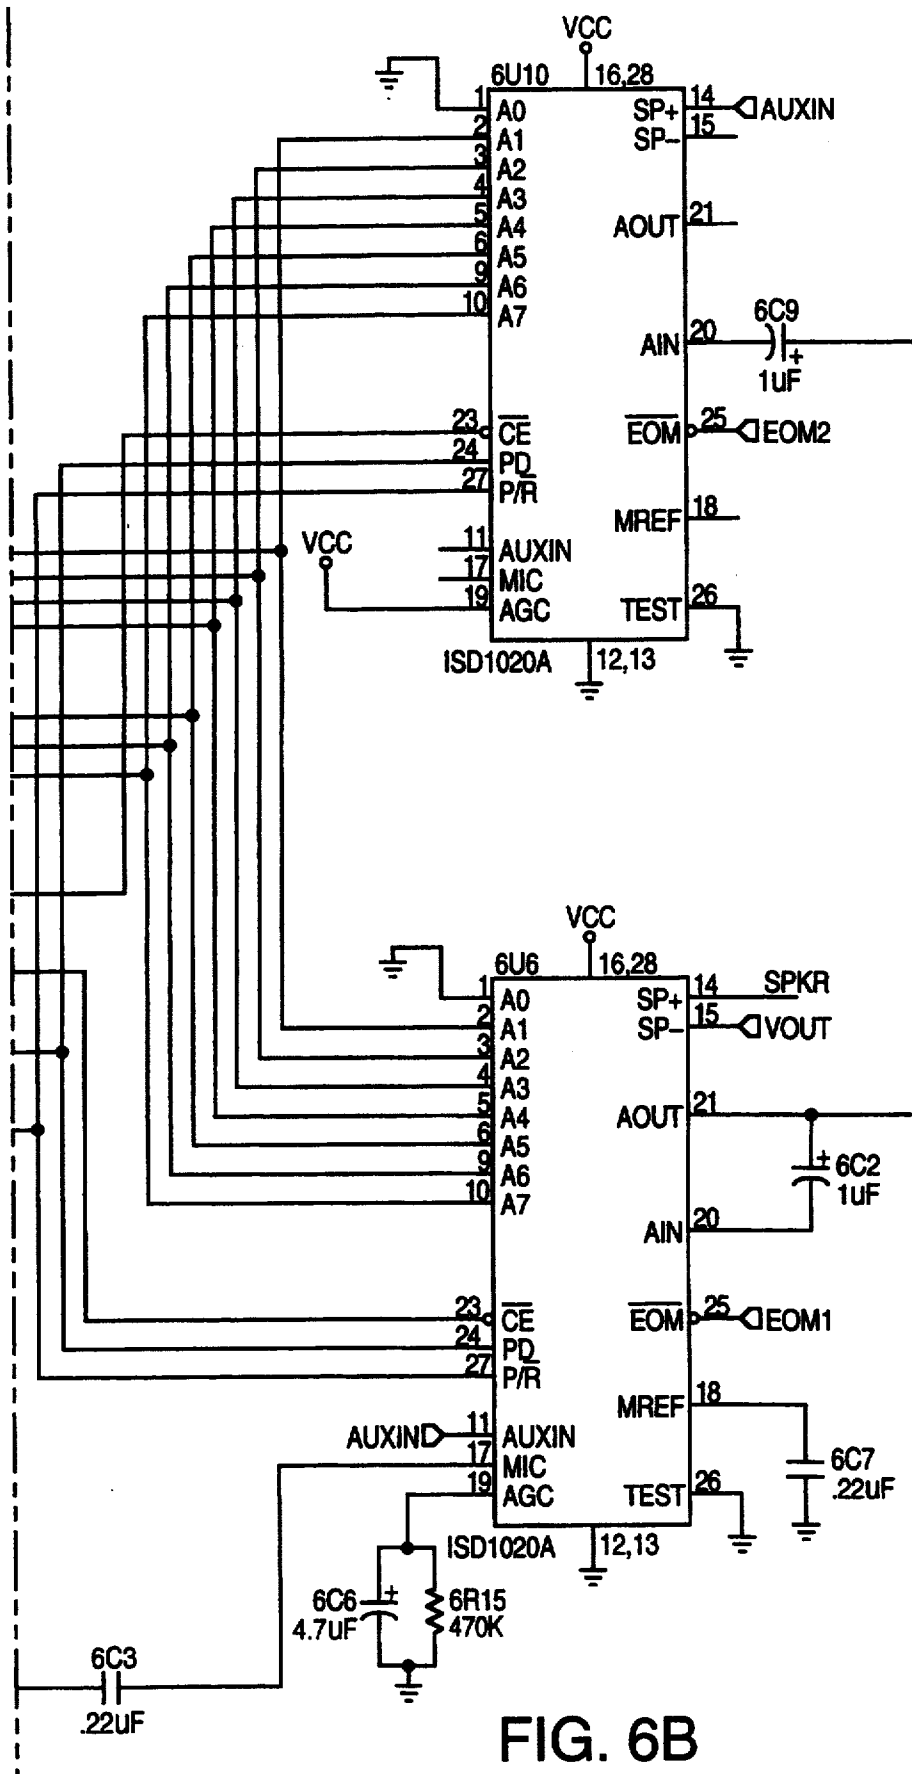 VCC
6U10
16,28
1
A0
SP+
14
AUXIN
2
A1
SP–
15
3
A2
4
A3
5
A4
AOUT
21
6
A5
9
A6
10
A7
6C9
AIN
20
+
1uF
23
CE
EOM
25
EOM2
24
PD
27
P/R
MREF
18
VCC
11
AUXIN
17
MIC
19
AGC
TEST
26
ISD1020A
12,13
VCC
6U6
16,28
1
A0
SP+
14
SPKR
2
A1
SP–
15
VOUT
3
A2
4
A3
5
A4
AOUT
21
6
A5
9
A6
10
A7
+
6C2
1uF
AIN
20
23
CE
EOM
25
EOM1
24
PD
27
P/R
MREF
18
AUXIN
11
AUXIN
17
MIC
19
AGC
TEST
26
6C7
.22uF
ISD1020A
12,13
6C6
4.7uF
+
6R15
470K
6C3
.22uF
FIG. 6B